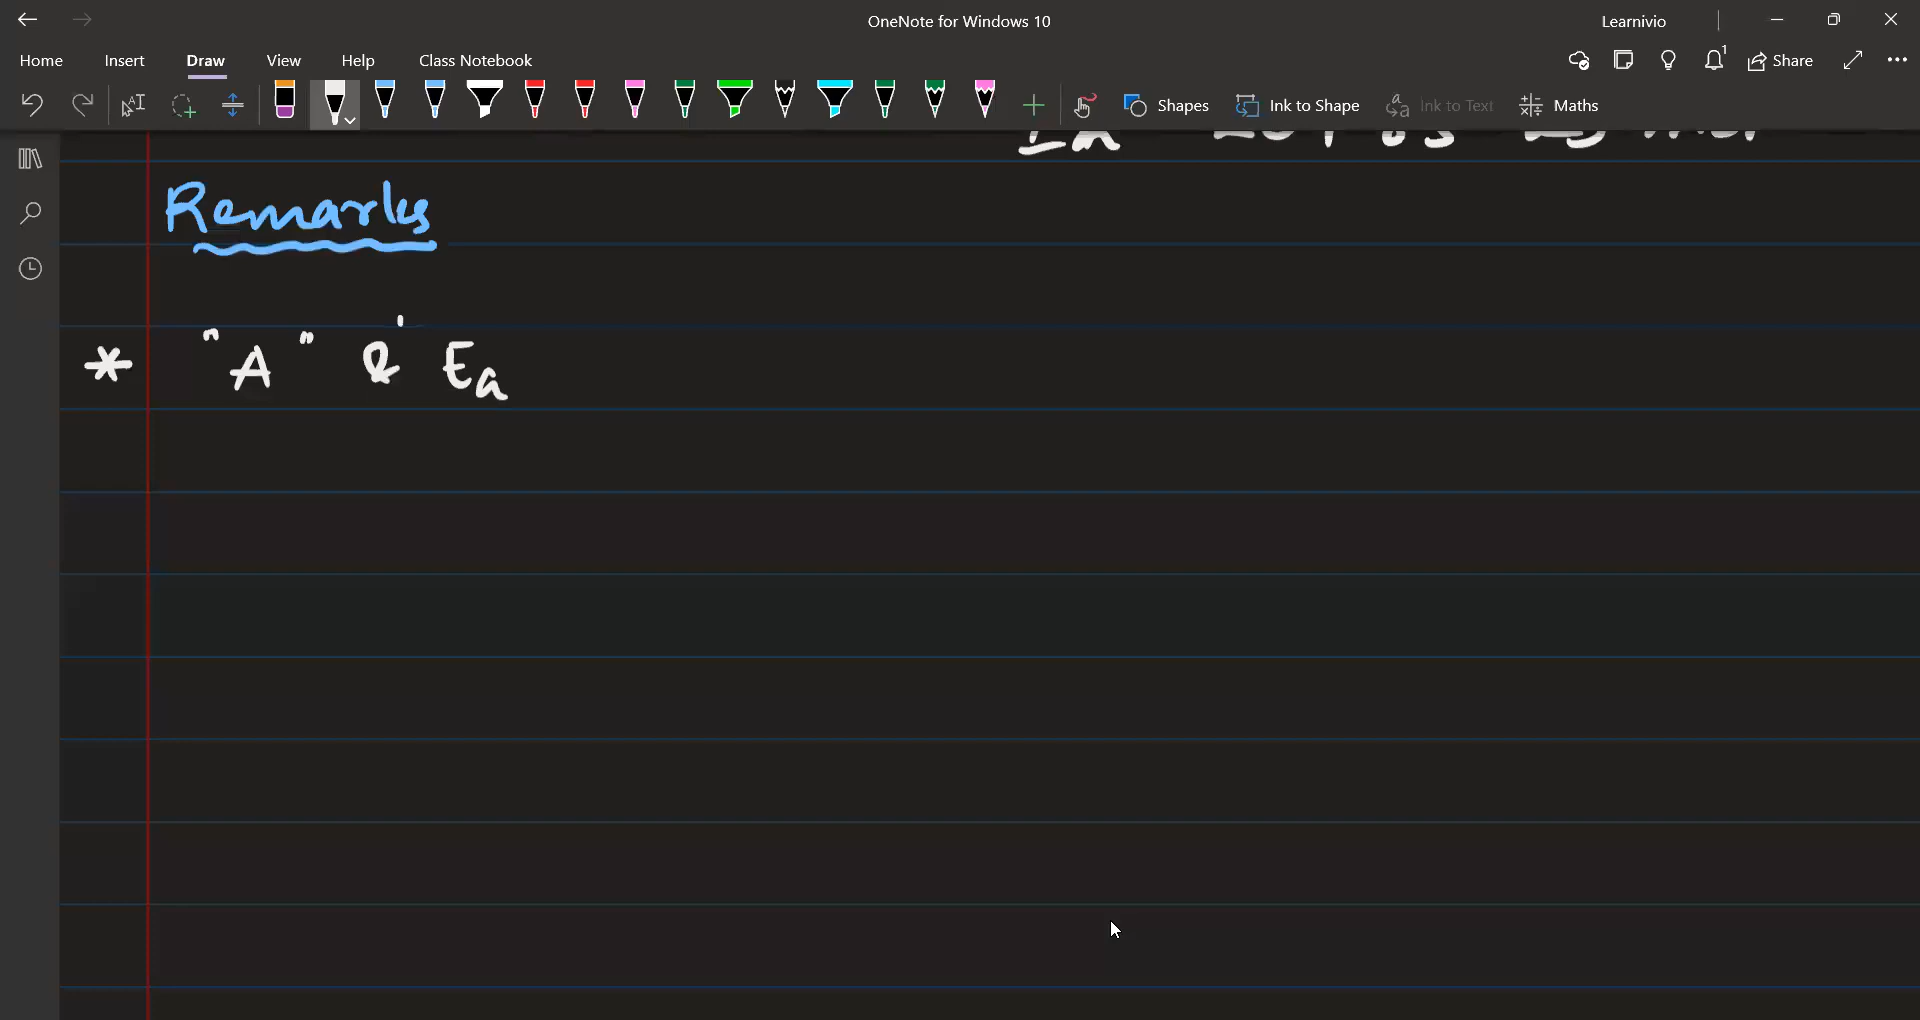 OneNote for Windows 10
Learnivio
Home Insert Draw View Help Class Notebook
1
Share
Shapes Ink to Shape Ink to Text Maths
Remarks
* "A" & Ea